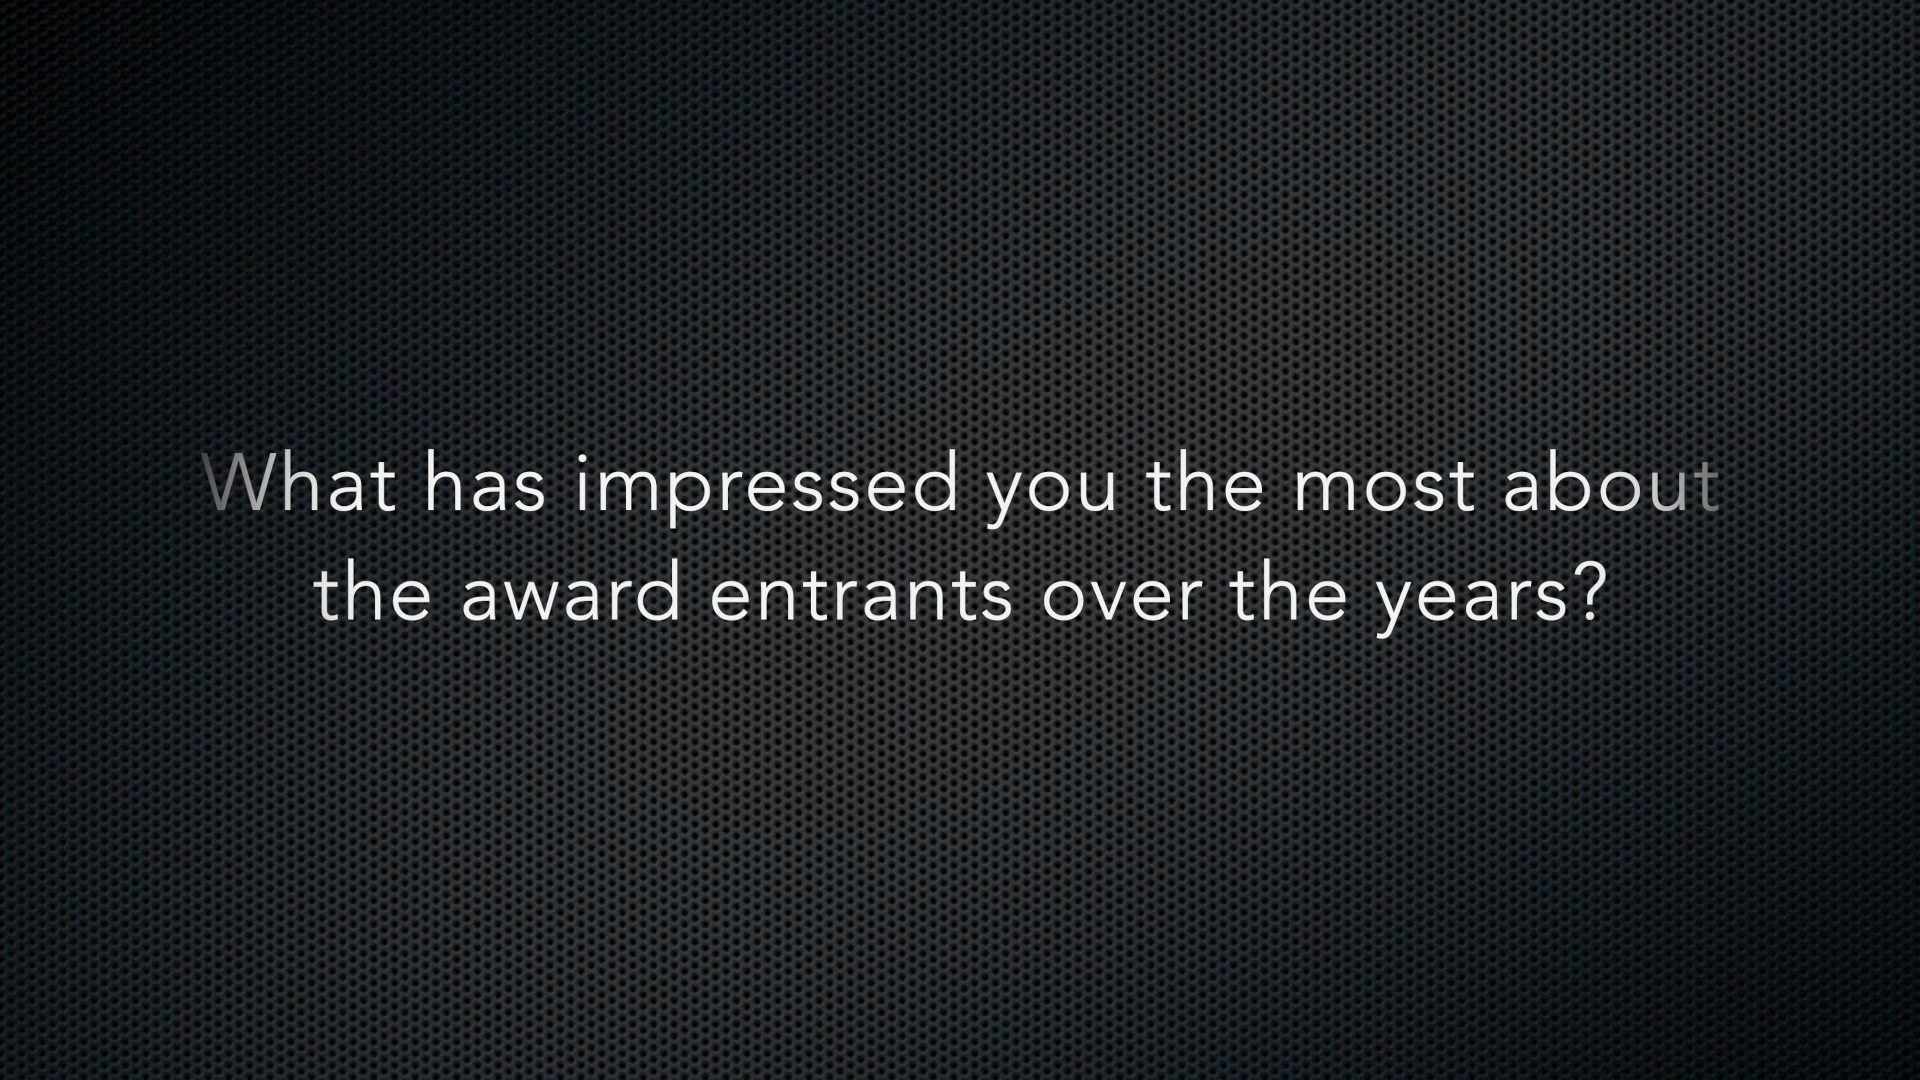 What has impressed you the most about
the award entrants over the years?